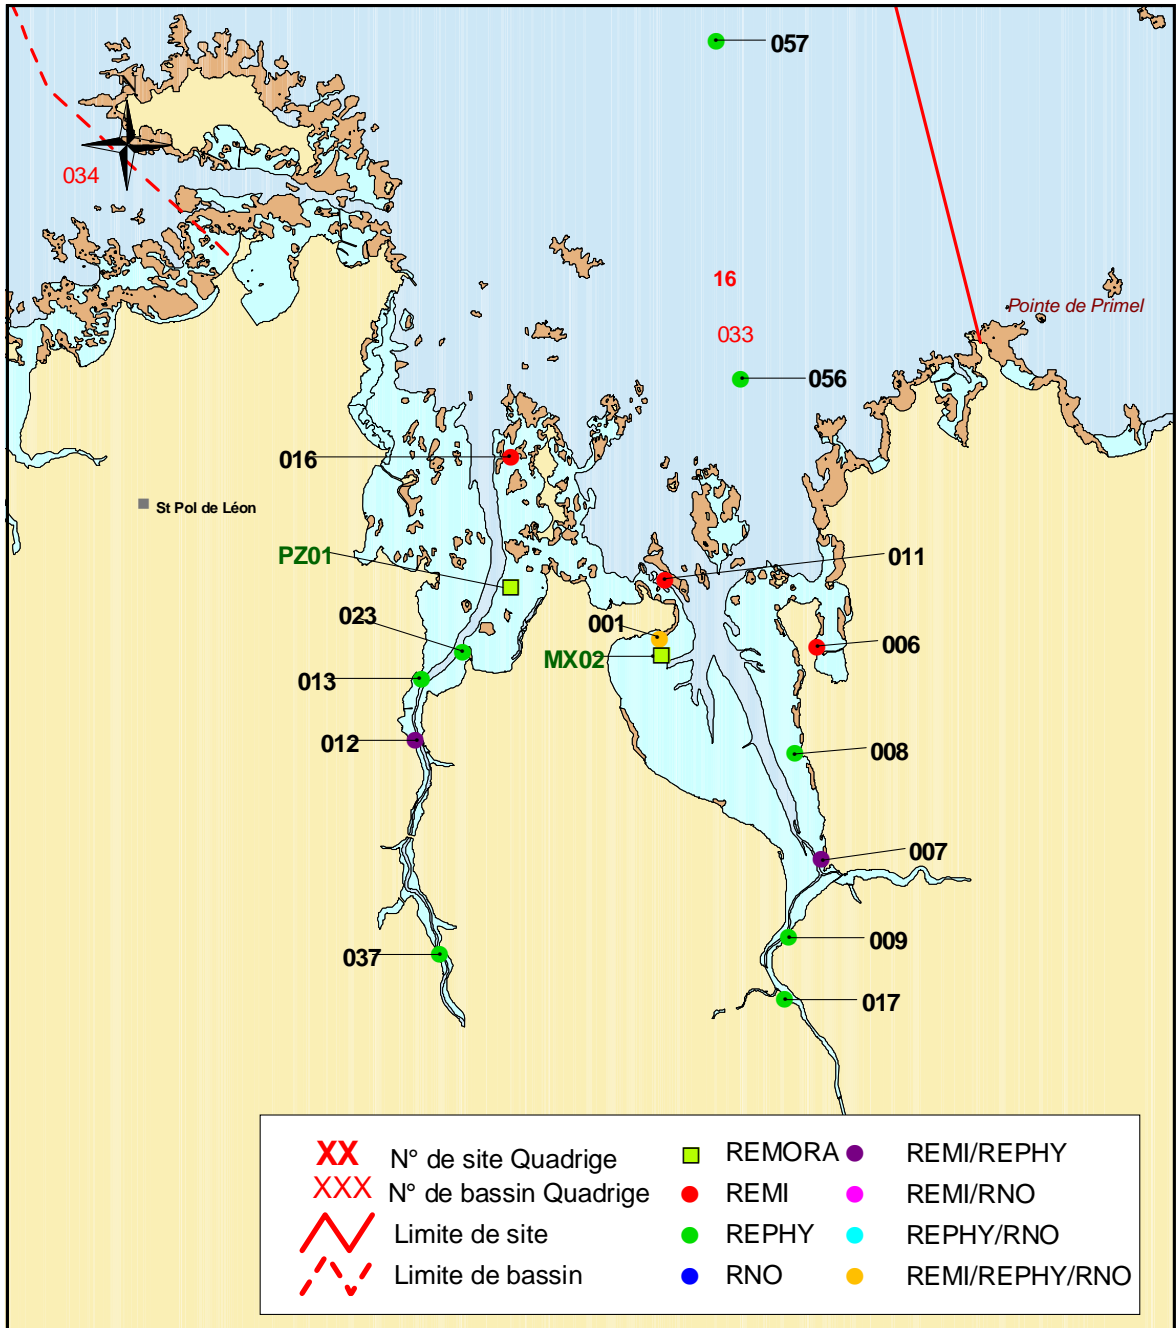 057
034
16
Pointe de Primel
033
056
016
St Pol de Léon
PZ01
011
023
001
006
MX02
013
012
008
007
037
009
017
XX N° de site Quadrige
XXX N° de bassin Quadrige
Limite de site
Limite de bassin
REMORA
REMI
REPHY
RNO
REMI/REPHY
REMI/RNO
REPHY/RNO
REMI/REPHY/RNO